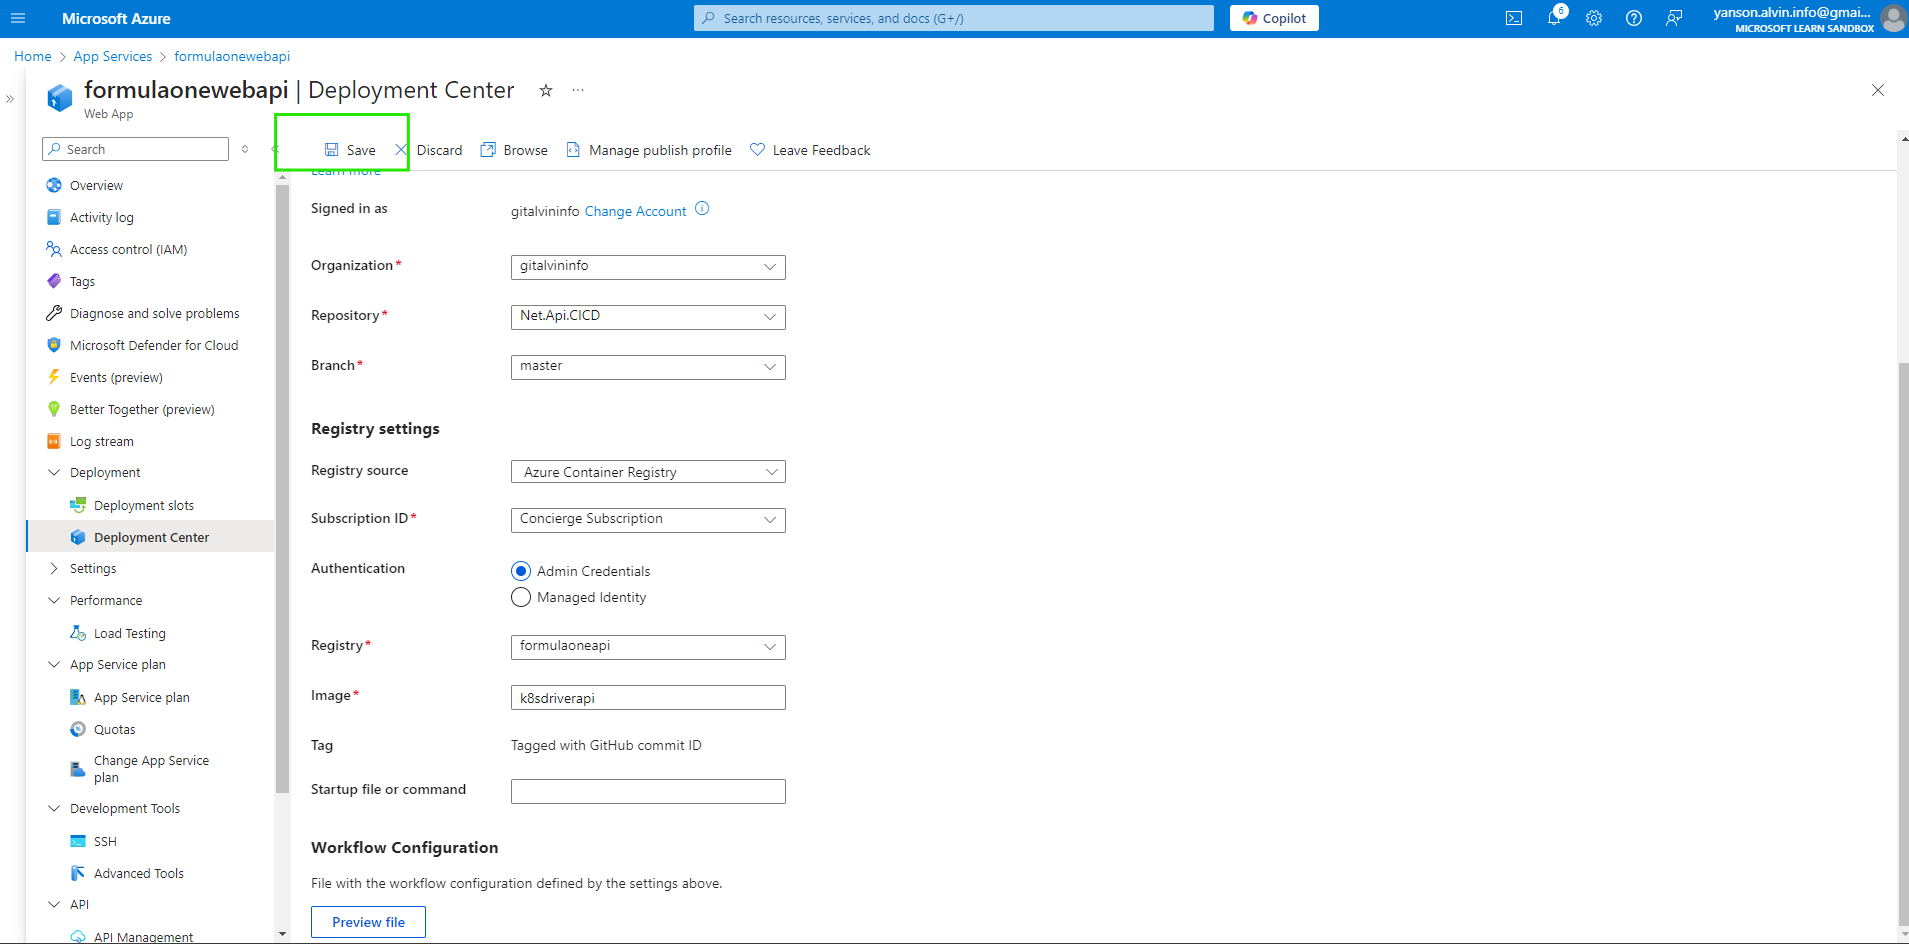 Microsoft Azure
Search resources, services, and docs (G+/)
Copilot
6
yanson.alvin.info@gmai...
MICROSOFT LEARN SANDBOX
Home > App Services > formulaonewebapi
formulaonewebapi | Deployment Center
Web App
Search
Save
Discard
Browse
Manage publish profile
Leave Feedback
Overview
Activity log
Access control (IAM)
Tags
Diagnose and solve problems
Microsoft Defender for Cloud
Events (preview)
Better Together (preview)
Log stream
Deployment
Deployment slots
Deployment Center
Settings
Performance
Load Testing
App Service plan
App Service plan
Quotas
Change App Service
plan
Development Tools
SSH
Advanced Tools
API
API Management
Learn more
Signed in as
gitalvininfo Change Account
Organization*
gitalvininfo
Repository*
Net.Api.CICD
Branch*
master
Registry settings
Registry source
Azure Container Registry
Subscription ID*
Concierge Subscription
Authentication
Admin Credentials
Managed Identity
Registry*
formulaoneapi
Image*
k8sdriverapi
Tag
Tagged with GitHub commit ID
Startup file or command
Workflow Configuration
File with the workflow configuration defined by the settings above.
Preview file